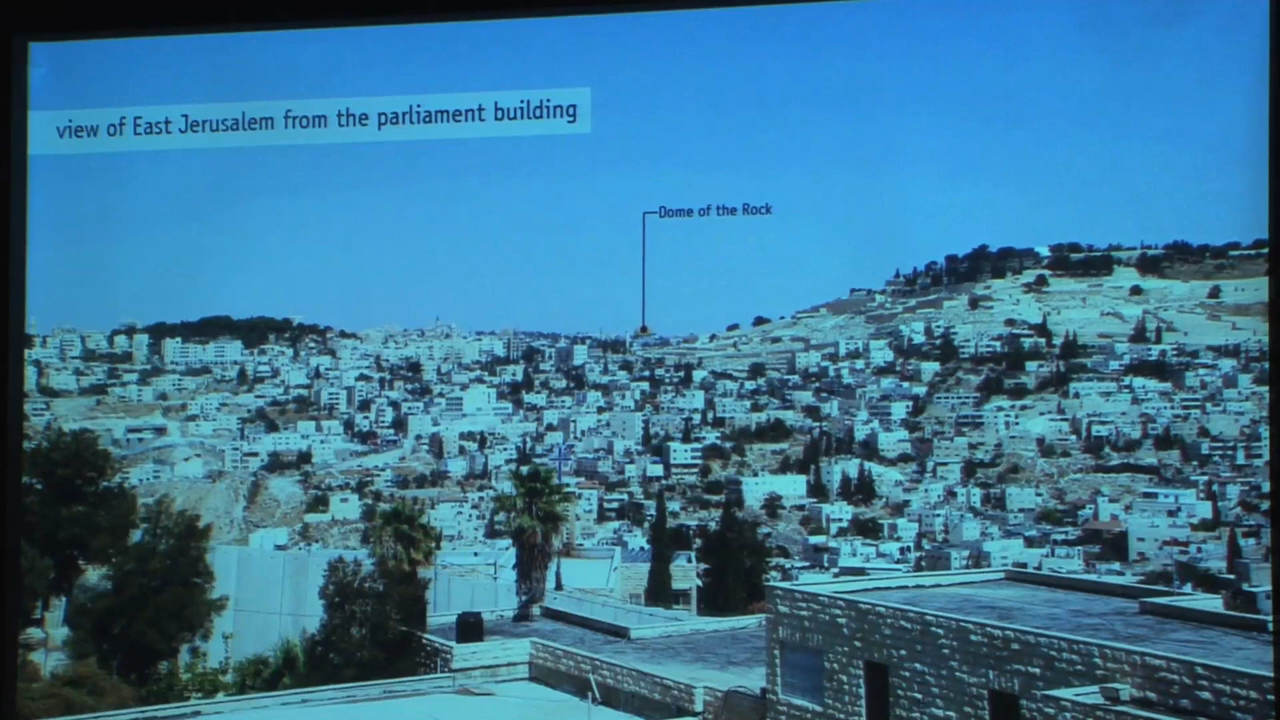 view of East Jerusalem from the parliament building
Dome of the Rock